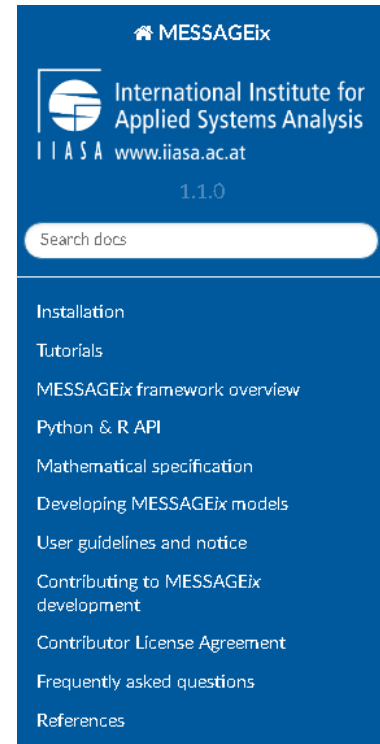 MESSAGEix
International Institute for
Applied Systems Analysis
IIASA www.iiasa.ac.at
1.1.0
Search docs
Installation
Tutorials
MESSAGEix framework overview
Python & R API
Mathematical specification
Developing MESSAGEix models
User guidelines and notice
Contributing to MESSAGEix
development
Contributor License Agreement
Frequently asked questions
References